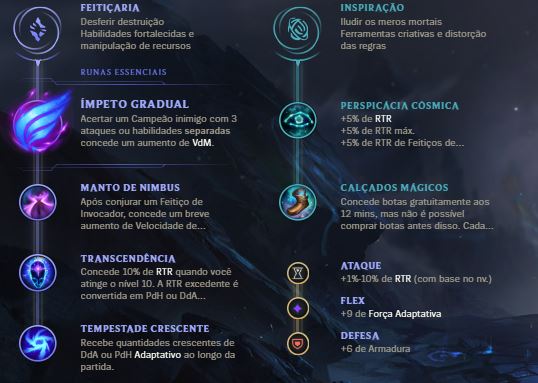 FEITIÇARIA
Desferir destruição
Habilidades fortalecidas e
manipulação de recursos
RUNAS ESSENCIAIS
ÍMPETO GRADUAL
Acertar um Campeão inimigo com 3
ataques ou habilidades separadas
concede um aumento de VdM.
MANTO DE NIMBUS
Após conjurar um Feitiço de
Invocador, concede um breve
aumento de Velocidade de...
TRANSCENDÊNCIA
Concede 10% de RTR quando você
atinge o nível 10. A RTR excedente é
convertida em PdH ou DdA...
TEMPESTADE CRESCENTE
Recebe quantidades crescentes de
DdA ou PdH Adaptativo ao longo da
partida.
INSPIRAÇÃO
Iludir os meros mortais
Ferramentas criativas e distorção
das regras
PERSPICÁCIA CÓSMICA
+5% de RTR
+5% de RTR máx.
+5% de RTR de Feitiços de...
CALÇADOS MÁGICOS
Concede botas gratuitamente aos
12 mins, mas não é possível
comprar botas antes disso. Cada...
ATAQUE
+1%-10% de RTR (com base no nv.)
FLEX
+9 de Força Adaptativa
DEFESA
+6 de Armadura